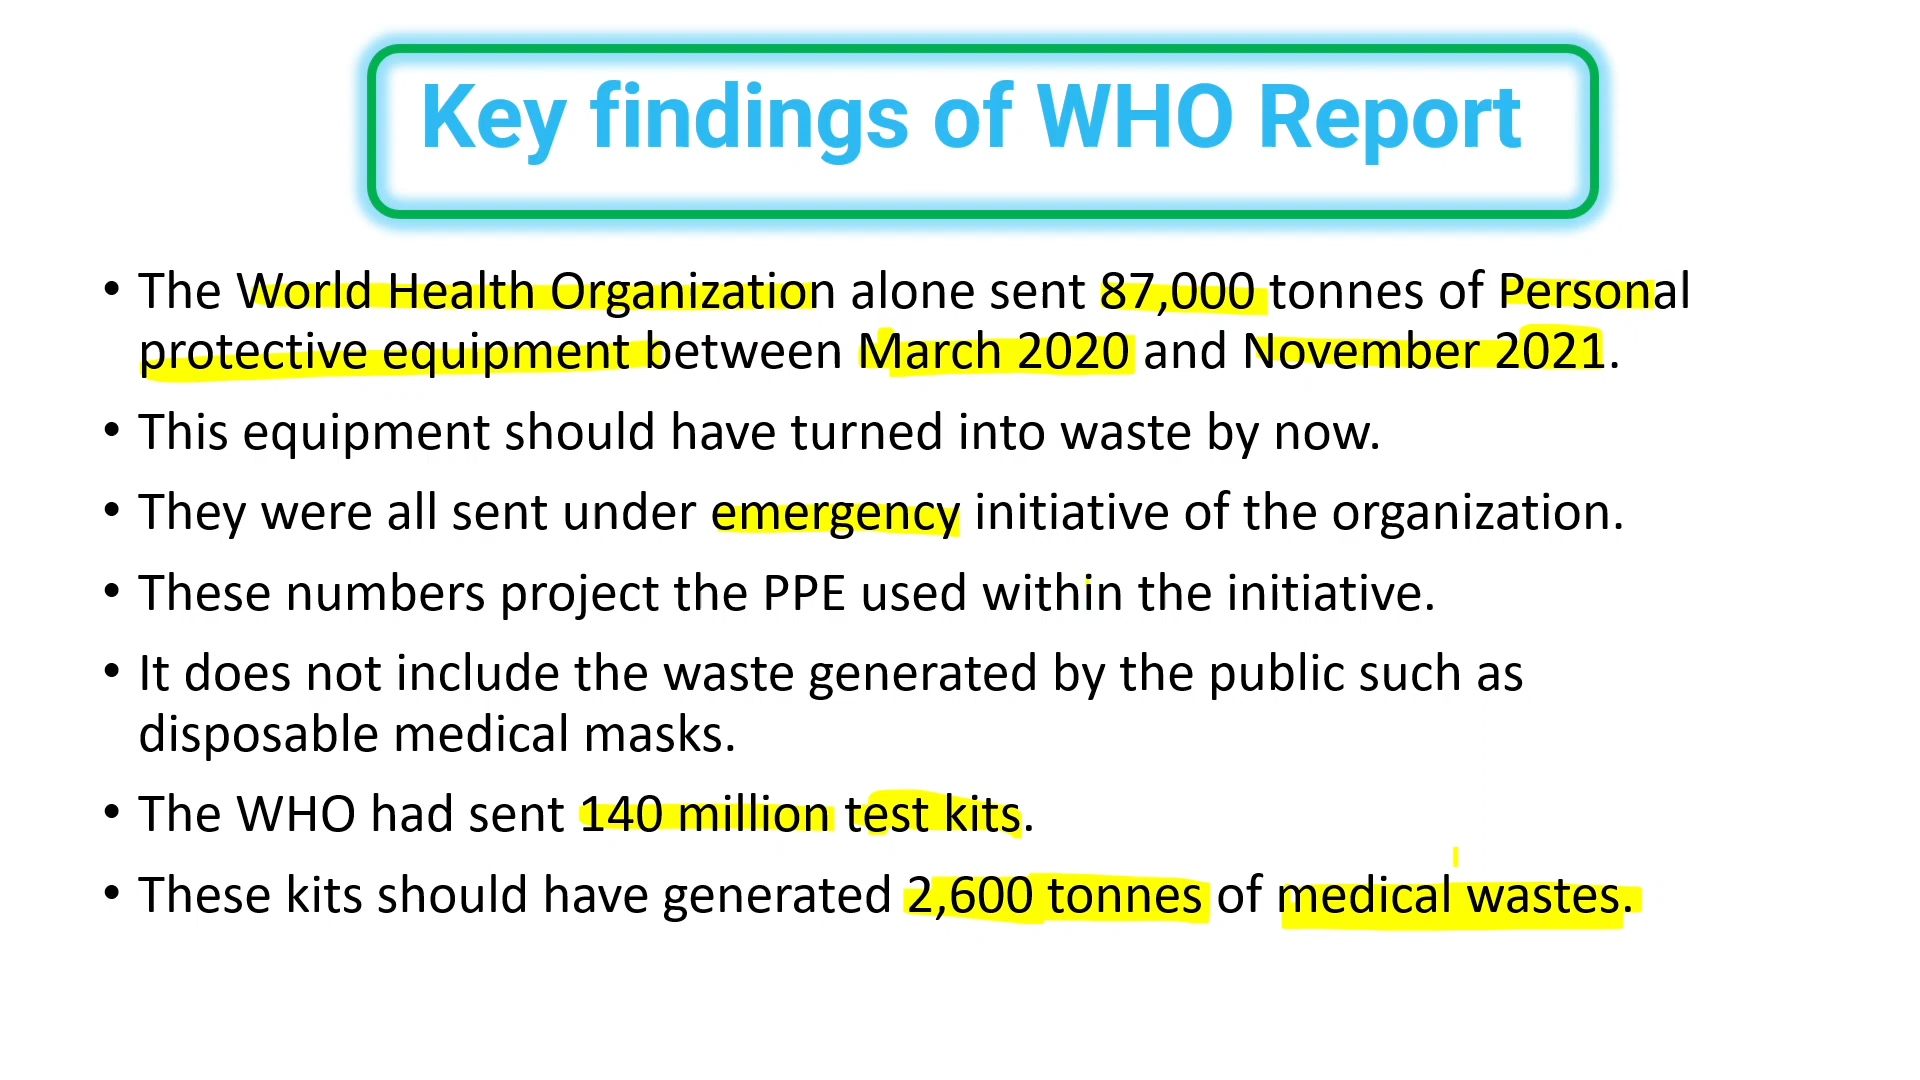 Key findings of WHO Report
• The World Health Organization alone sent 87,000 tonnes of Personal
protective equipment between March 2020 and November 2021.
• This equipment should have turned into waste by now.
• They were all sent under emergency initiative of the organization.
• These numbers project the PPE used within the initiative.
• It does not include the waste generated by the public such as
disposable medical masks.
• The WHO had sent 140 million test kits.
• These kits should have generated 2,600 tonnes of medical wastes.